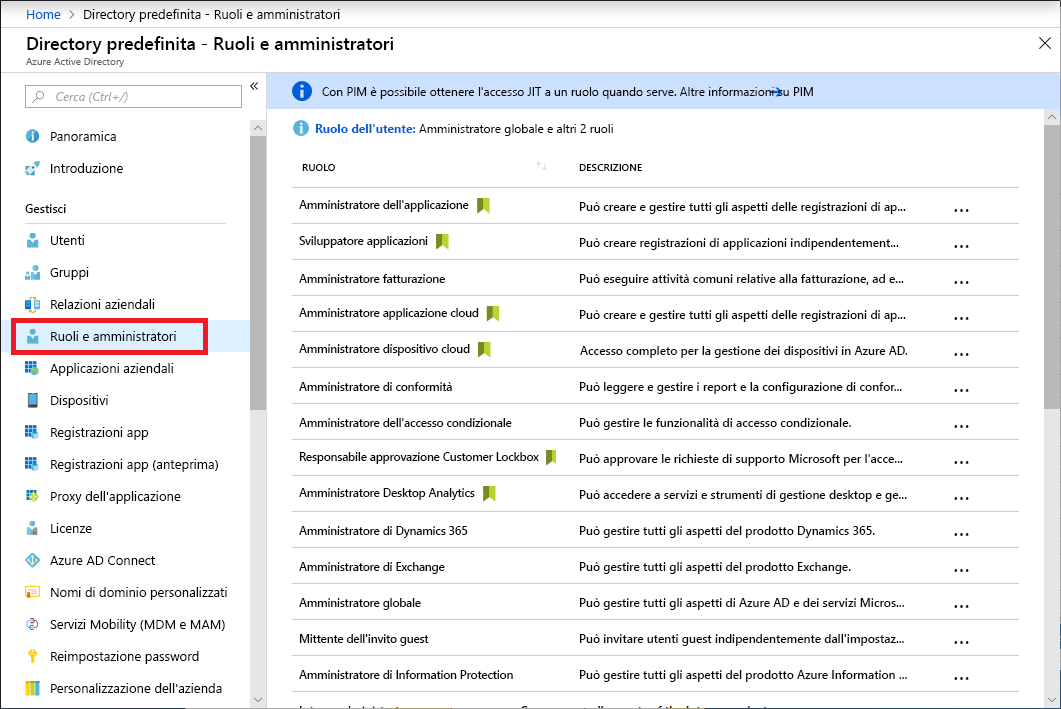 Home > Directory predefinita - Ruoli e amministratori
Directory predefinita - Ruoli e amministratori
Azure Active Directory
Cerca (Ctrl+/)
Panoramica
Introduzione
Gestisci
Utenti
Gruppi
Relazioni aziendali
Ruoli e amministratori
Applicazioni aziendali
Dispositivi
Registrazioni app
Registrazioni app (anteprima)
Proxy dell'applicazione
Licenze
Azure AD Connect
Nomi di dominio personalizzati
Servizi Mobility (MDM e MAM)
Reimpostazione password
Personalizzazione dell'azienda
Con PIM è possibile ottenere l'accesso JIT a un ruolo quando serve. Altre informazioni su PIM
Ruolo dell'utente: Amministratore globale e altri 2 ruoli
RUOLO DESCRIZIONE
Amministratore dell'applicazione Può creare e gestire tutti gli aspetti delle registrazioni di ap...
Sviluppatore applicazioni Può creare registrazioni di applicazioni indipendentement...
Amministratore fatturazione Può eseguire attività comuni relative alla fatturazione, ad e...
Amministratore applicazione cloud Può creare e gestire tutti gli aspetti delle registrazioni di ap...
Amministratore dispositivo cloud Accesso completo per la gestione dei dispositivi in Azure AD.
Amministratore di conformità Può leggere e gestire i report e la configurazione di confor...
Amministratore dell'accesso condizionale Può gestire le funzionalità di accesso condizionale.
Responsabile approvazione Customer Lockbox Può approvare le richieste di supporto Microsoft per l'acce...
Amministratore Desktop Analytics Può accedere a servizi e strumenti di gestione desktop e ge...
Amministratore di Dynamics 365 Può gestire tutti gli aspetti del prodotto Dynamics 365.
Amministratore di Exchange Può gestire tutti gli aspetti del prodotto Exchange.
Amministratore globale Può gestire tutti gli aspetti di Azure AD e dei servizi Micros...
Mittente dell'invito guest Può invitare utenti guest indipendentemente dall'impostaz...
Amministratore di Information Protection Può gestire tutti gli aspetti del prodotto Azure Information ...